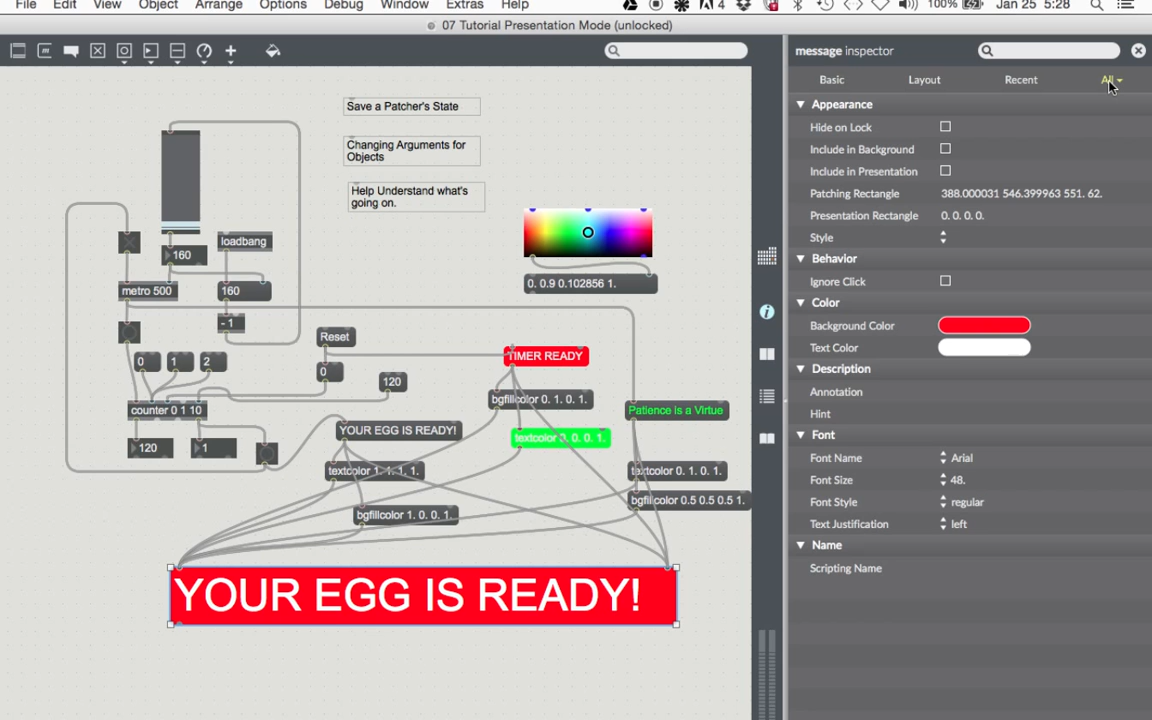 File Edit View Object Arrange Options Debug Window Extras Help 4 100% Jan 25 5:28
07 Tutorial Presentation Mode (unlocked)
message inspector
Basic Layout Recent All
Save a Patcher's State
Changing Arguments for
Objects
Help Understand what's
going on.
160
loadbang
metro 500
160
- 1
0. 0.9 0.102856 1.
Reset
0 1 2
0
120
TIMER READY
bgfillcolor 0. 1. 0. 1.
counter 0 1 10
Patience is a Virtue
YOUR EGG IS READY!
textcolor 0. 0. 0. 1.
120
1
textcolor 1. 1. 1. 1.
textcolor 0. 1. 0. 1.
bgfillcolor 0.5 0.5 0.5 1.
bgfillcolor 1. 0. 0. 1.
YOUR EGG IS READY!
Appearance
Hide on Lock
Include in Background
Include in Presentation
Patching Rectangle 388.000031 546.399963 551. 62.
Presentation Rectangle 0. 0. 0. 0.
Style
Behavior
Ignore Click
Color
Background Color
Text Color
Description
Annotation
Hint
Font
Font Name Arial
Font Size 48.
Font Style regular
Text Justification left
Name
Scripting Name